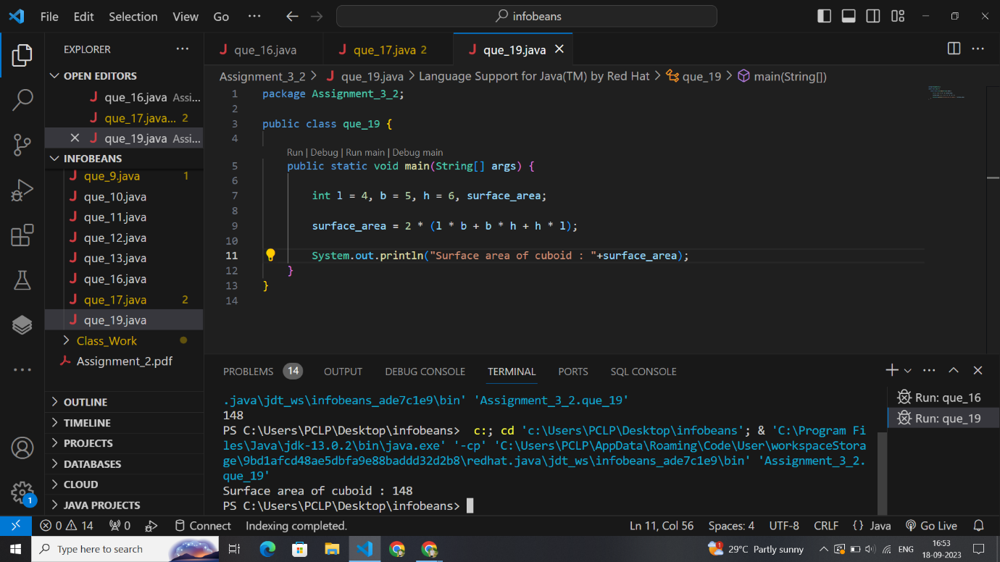 File Edit Selection View Go ··· infobeans
EXPLORER ···
OPEN EDITORS
que_16.java Assi...
que_17.java... 2
que_19.java Assi...
INFOBEANS
que_9.java 1
que_10.java
que_11.java
que_12.java
que_13.java
que_16.java
que_17.java 2
que_19.java
Class_Work
Assignment_2.pdf
OUTLINE
TIMELINE
PROJECTS
DATABASES
CLOUD
JAVA PROJECTS
1
que_16.java que_17.java 2 que_19.java
Assignment_3_2 > que_19.java > Language Support for Java(TM) by Red Hat > que_19 > main(String[])
1 package Assignment_3_2;
2
3 public class que_19 {
4
Run | Debug | Run main | Debug main
5 public static void main(String[] args) {
6
7 int l = 4, b = 5, h = 6, surface_area;
8
9 surface_area = 2 * (l * b + b * h + h * l);
10
11 System.out.println("Surface area of cuboid : "+surface_area);
12 }
13 }
14
PROBLEMS 14 OUTPUT DEBUG CONSOLE TERMINAL PORTS SQL CONSOLE
.java\jdt_ws\infobeans_ade7c1e9\bin' 'Assignment_3_2.que_19'
148
PS C:\Users\PCLP\Desktop\infobeans> c:; cd 'c:\Users\PCLP\Desktop\infobeans'; & 'C:\Program Fi
les\Java\jdk-13.0.2\bin\java.exe' '-cp' 'C:\Users\PCLP\AppData\Roaming\Code\User\workspaceStora
ge\9bd1afcd48ae5dbfa9e88baddd32d2b8\redhat.java\jdt_ws\infobeans_ade7c1e9\bin' 'Assignment_3_2.
que_19'
Surface area of cuboid : 148
PS C:\Users\PCLP\Desktop\infobeans>
Run: que_16
Run: que_19
0 14 0 Connect Indexing completed. Ln 11, Col 56 Spaces: 4 UTF-8 CRLF {} Java Go Live
Type here to search 1 29°C Partly sunny ENG 16:53
18-09-2023